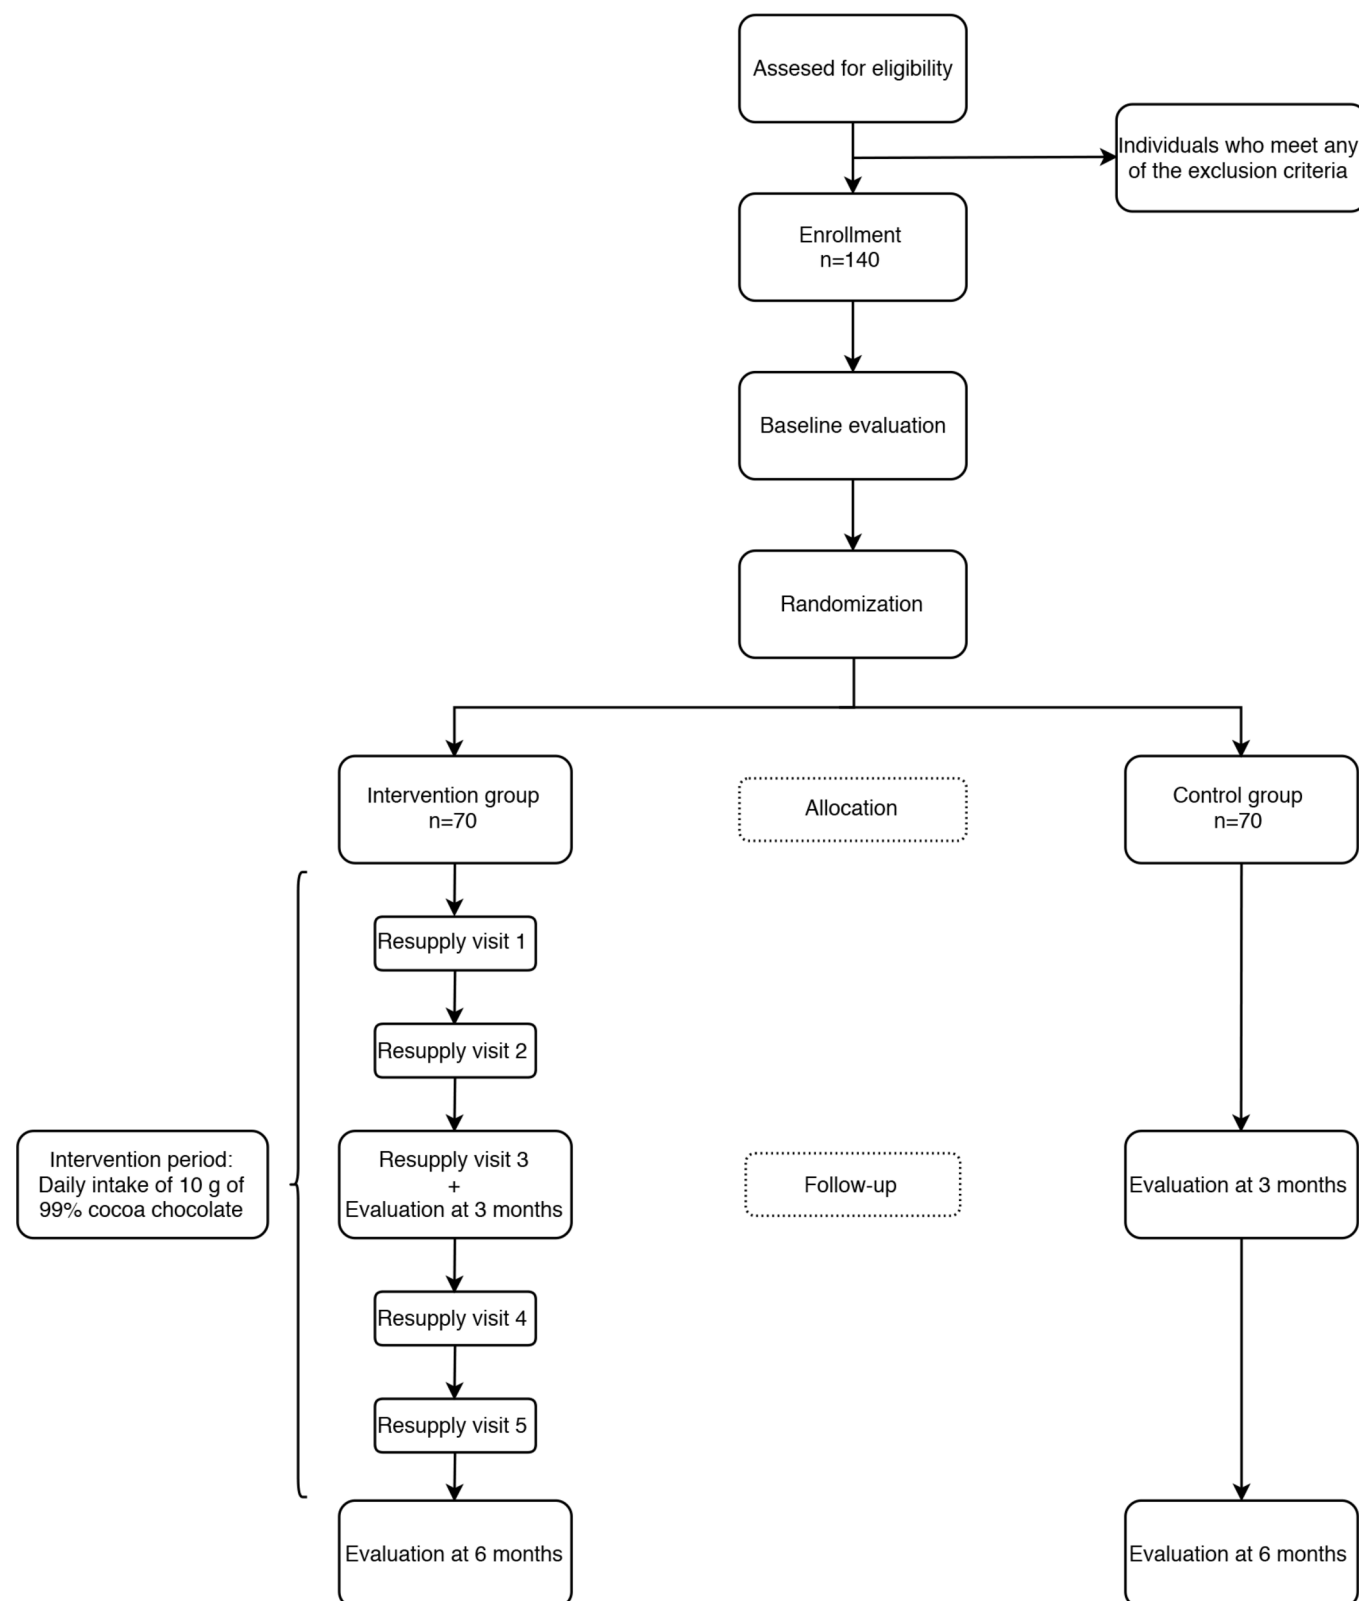 Assesed for eligibility
Individuals who meet any
of the exclusion criteria
Enrollment
n=140
Baseline evaluation
Randomization
Intervention group
n=70
Allocation
Control group
n=70
Resupply visit 1
Resupply visit 2
Intervention period:
Daily intake of 10 g of
99% cocoa chocolate
Resupply visit 3
+
Evaluation at 3 months
Follow-up
Evaluation at 3 months
Resupply visit 4
Resupply visit 5
Evaluation at 6 months
Evaluation at 6 months